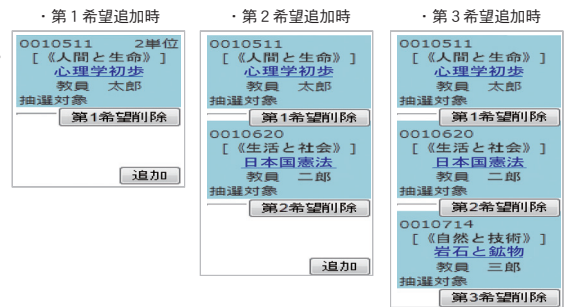 ・第１希望追加時
0010511 2単位
[《人間と生命》]
心理学初歩
教員 太郎
抽選対象
第1希望削除
追加
・第２希望追加時
0010511
[《人間と生命》]
心理学初歩
教員 太郎
抽選対象
第1希望削除
0010620
[《生活と社会》]
日本国憲法
教員 二郎
抽選対象
第2希望削除
追加
・第３希望追加時
0010511
[《人間と生命》]
心理学初歩
教員 太郎
抽選対象
第1希望削除
0010620
[《生活と社会》]
日本国憲法
教員 二郎
抽選対象
第2希望削除
0010714
[《自然と技術》]
岩石と鉱物
教員 三郎
抽選対象
第3希望削除